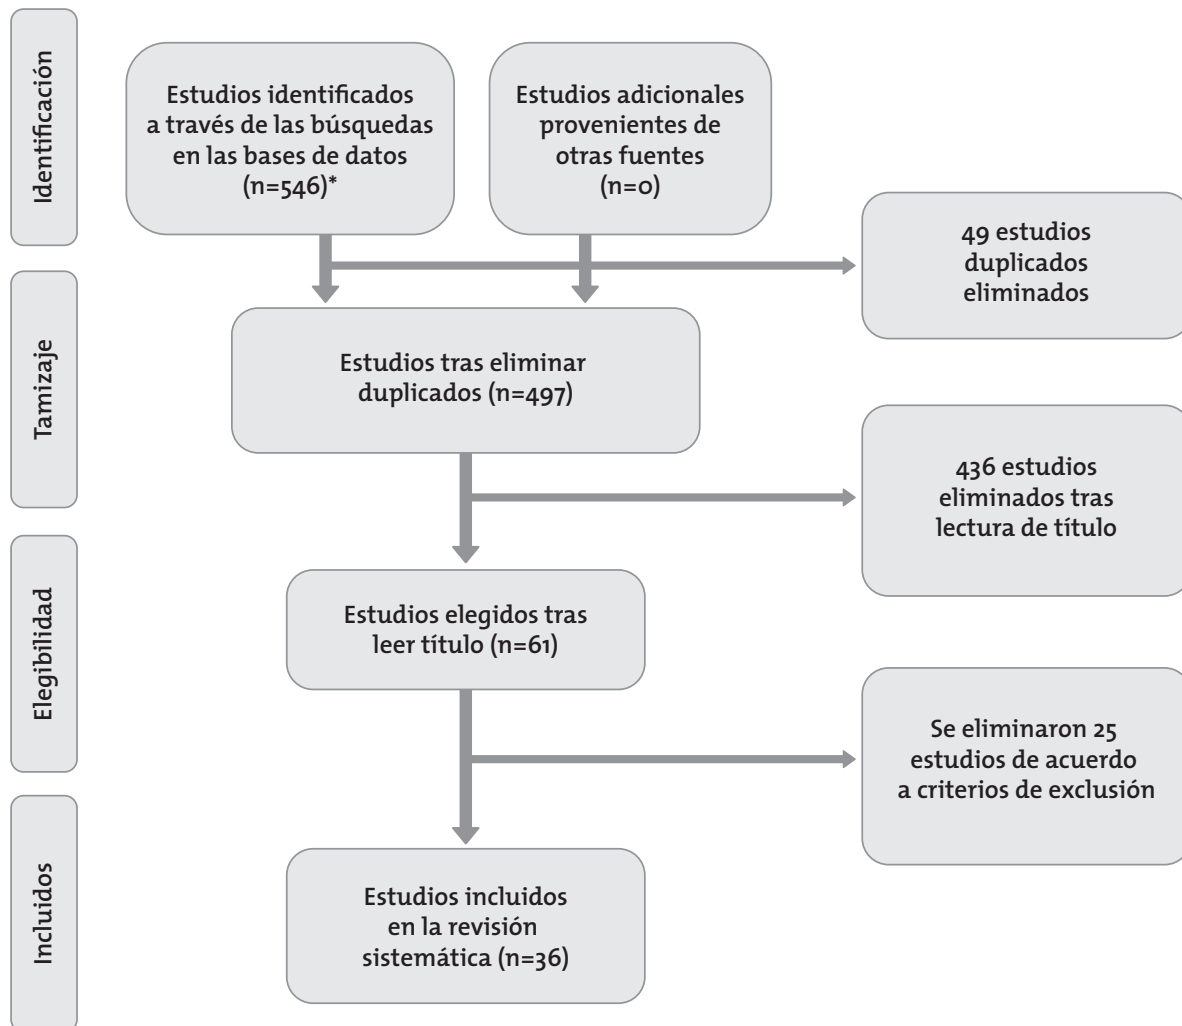 Identificación
Estudios identificados
a través de las búsquedas
en las bases de datos
(n=546)*
Estudios adicionales
provenientes de
otras fuentes
(n=0)
49 estudios
duplicados
eliminados
Tamizaje
Estudios tras eliminar
duplicados (n=497)
436 estudios
eliminados tras
lectura de título
Elegibilidad
Estudios elegidos tras
leer título (n=61)
Se eliminaron 25
estudios de acuerdo
a criterios de exclusión
Incluidos
Estudios incluidos
en la revisión
sistemática (n=36)